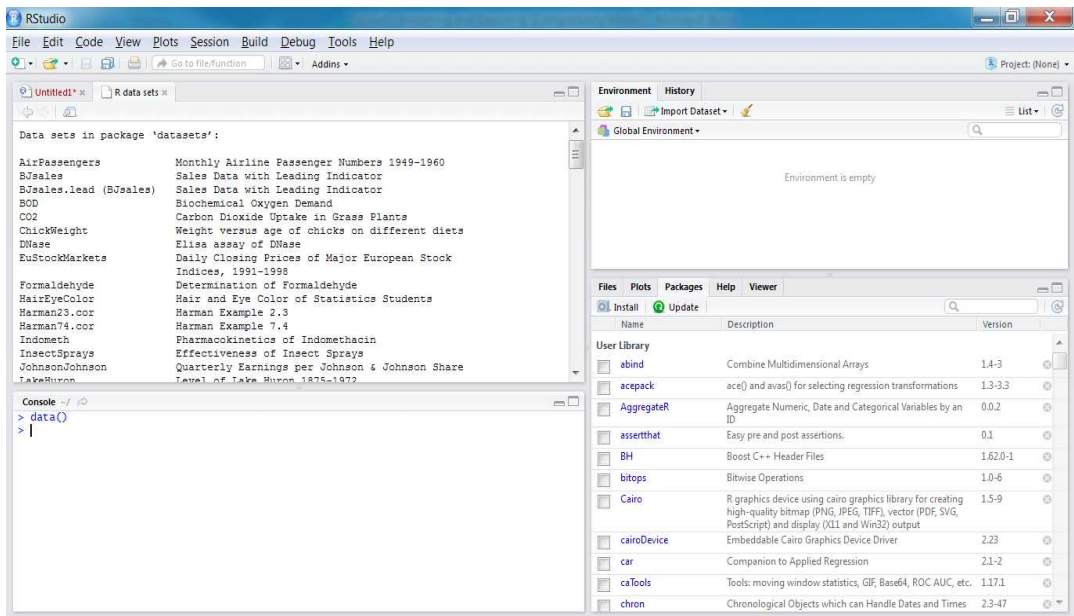 RStudio
File Edit Code View Plots Session Build Debug Tools Help
Go to file/function Addins Project: (None)
Untitled1* R data sets
Data sets in package 'datasets':
AirPassengers Monthly Airline Passenger Numbers 1949-1960
BJsales Sales Data with Leading Indicator
BJsales.lead (BJsales) Sales Data with Leading Indicator
BOD Biochemical Oxygen Demand
CO2 Carbon Dioxide Uptake in Grass Plants
ChickWeight Weight versus age of chicks on different diets
DNase Elisa assay of DNase
EuStockMarkets Daily Closing Prices of Major European Stock
Indices, 1991-1998
Formaldehyde Determination of Formaldehyde
HairEyeColor Hair and Eye Color of Statistics Students
Harman23.cor Harman Example 2.3
Harman74.cor Harman Example 7.4
Indometh Pharmacokinetics of Indomethacin
InsectSprays Effectiveness of Insect Sprays
JohnsonJohnson Quarterly Earnings per Johnson & Johnson Share
LakeHuron Level of Lake Huron 1875-1972
Console ~/
> data()
>
Environment History
Import Dataset List
Global Environment
Environment is empty
Files Plots Packages Help Viewer
Install Update
Name Description Version
User Library
abind Combine Multidimensional Arrays 1.4-3
acepack ace() and avas() for selecting regression transformations 1.3-3.3
AggregateR Aggregate Numeric, Date and Categorical Variables by an 0.0.2
ID
assertthat Easy pre and post assertions. 0.1
BH Boost C++ Header Files 1.62.0-1
bitops Bitwise Operations 1.0-6
Cairo R graphics device using cairo graphics library for creating 1.5-9
high-quality bitmap (PNG, JPEG, TIFF), vector (PDF, SVG,
PostScript) and display (X11 and Win32) output
cairoDevice Embeddable Cairo Graphics Device Driver 2.23
car Companion to Applied Regression 2.1-2
caTools Tools: moving window statistics, GIF, Base64, ROC AUC, etc. 1.17.1
chron Chronological Objects which can Handle Dates and Times 2.3-47